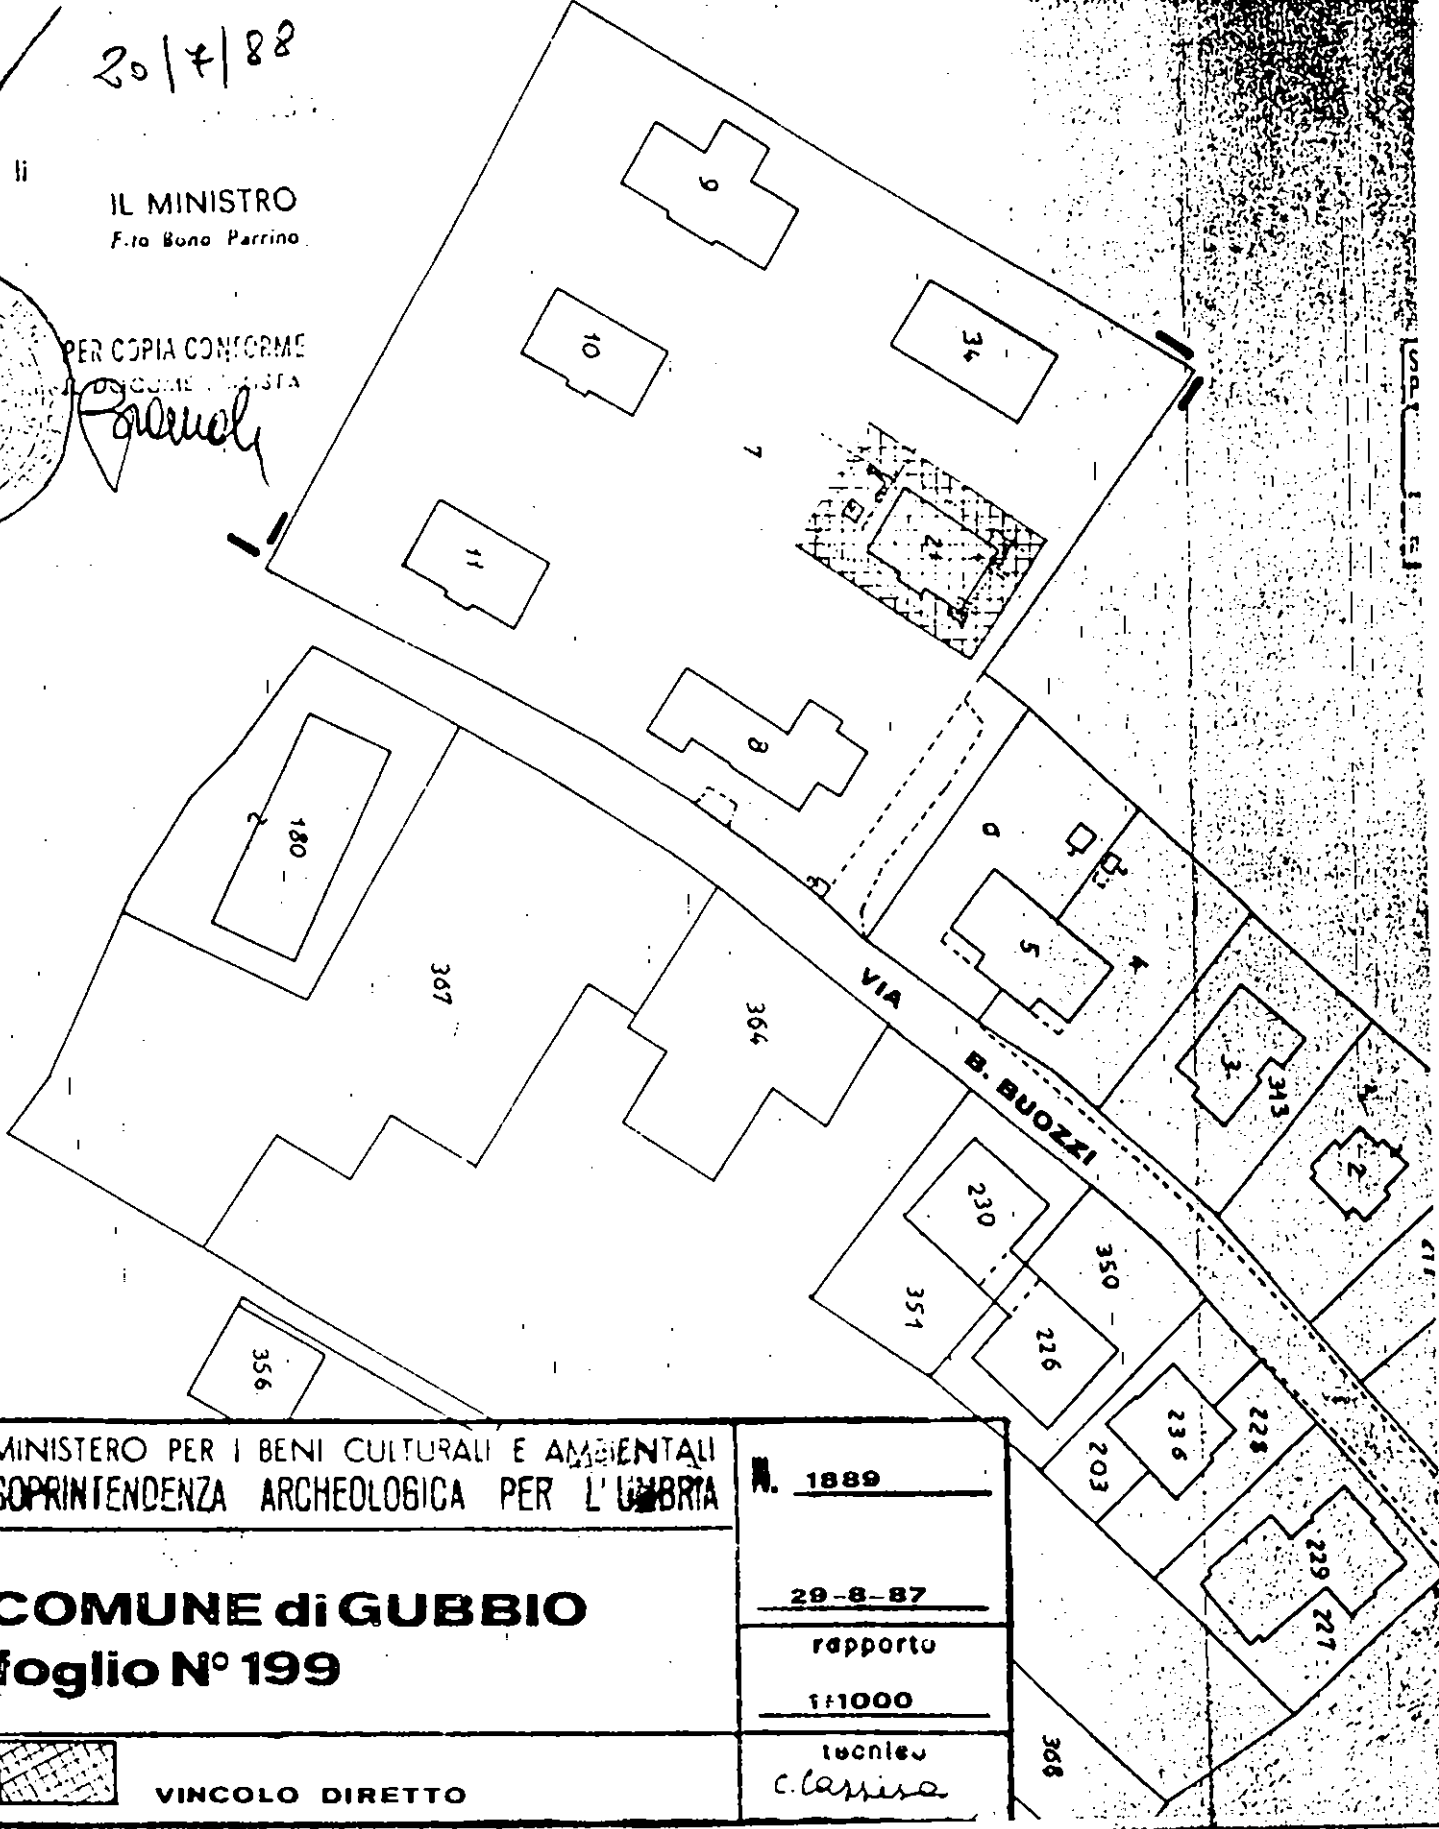 20/7/88
li
IL MINISTRO
F.to Bono Parrino
PER COPIA CONFORME
9
10
34
7
11
21
8
180
6
5
4
3
313
2
367
364
VIA B. BUOZZI
230
350
351
226
356
236
228
203
229
227
368
MINISTERO PER I BENI CULTURALI E AMBIENTALI
SOPRINTENDENZA ARCHEOLOGICA PER L'UMBRIA
N. 1889
29-8-87
COMUNE di GUBBIO
foglio N° 199
rapporto
1:1000
tecnico
VINCOLO DIRETTO